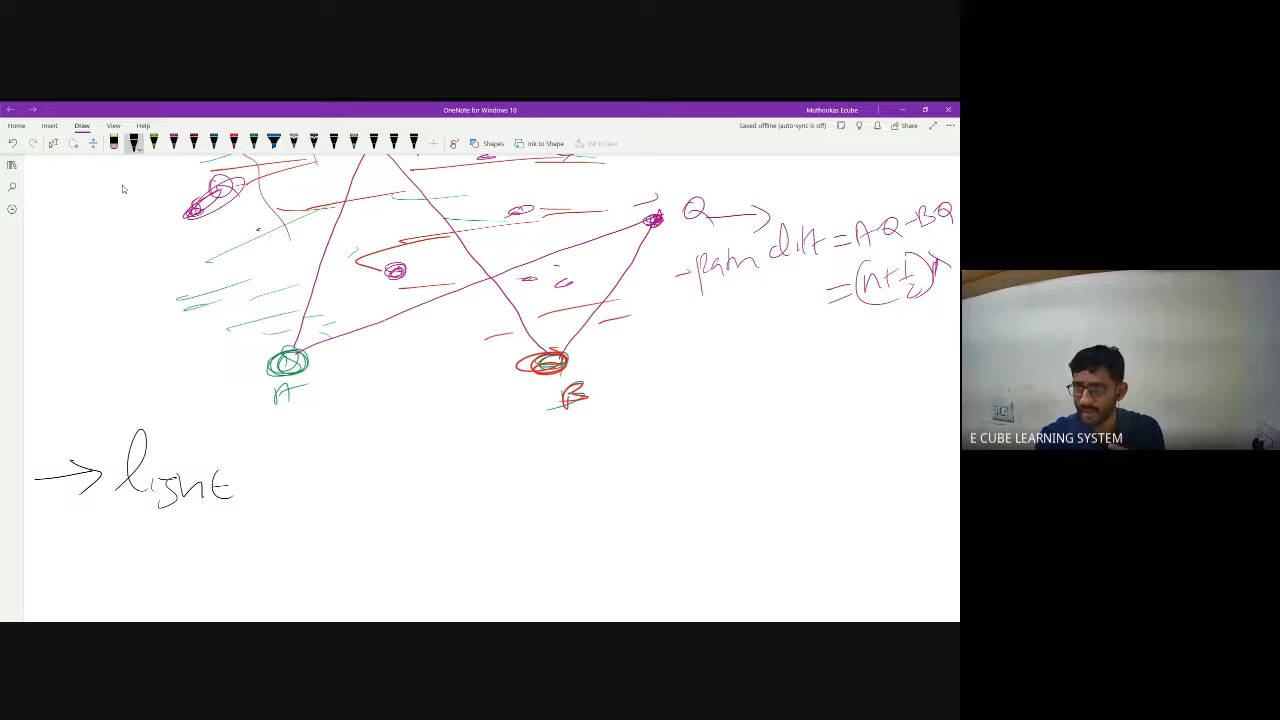 OneNote for Windows 10
Muthookas Ecube
Home Insert Draw View Help
Saved offline (auto-sync is off) Share
Shapes Ink to Shape Ink to Text
Q →
path diff = AQ - BQ
= (n+1/2)λ
A
B
→ light
E CUBE LEARNING SYSTEM